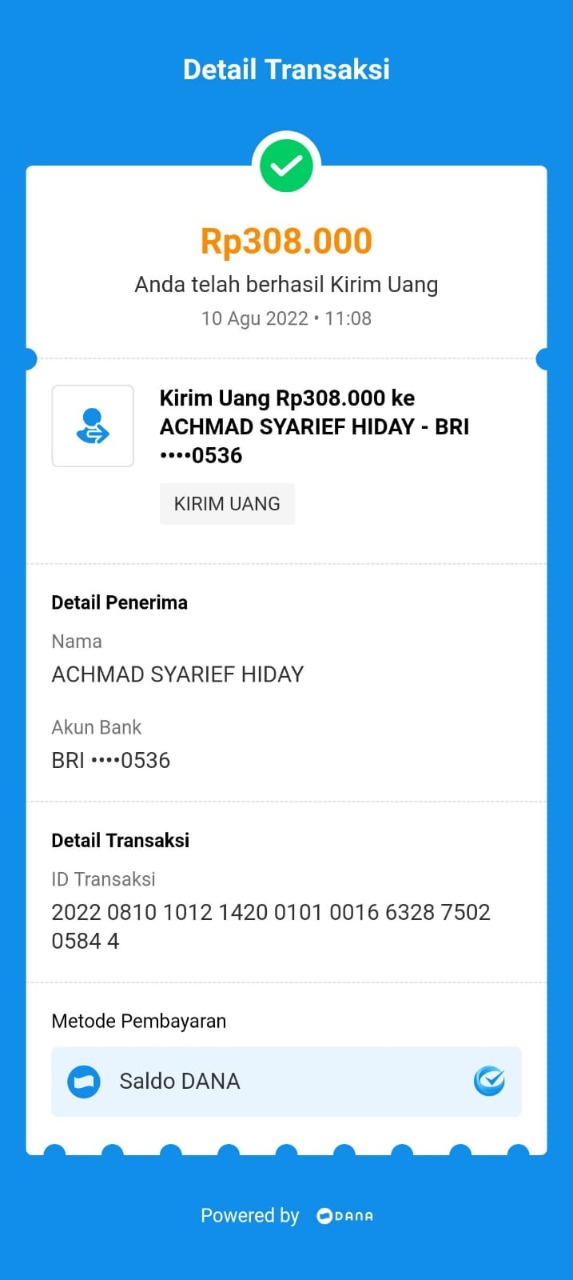 Detail Transaksi
Rp308.000
Anda telah berhasil Kirim Uang
10 Agu 2022 • 11:08
Kirim Uang Rp308.000 ke
ACHMAD SYARIEF HIDAY - BRI
••••0536
KIRIM UANG
Detail Penerima
Nama
ACHMAD SYARIEF HIDAY
Akun Bank
BRI ••••0536
Detail Transaksi
ID Transaksi
2022 0810 1012 1420 0101 0016 6328 7502
0584 4
Metode Pembayaran
Saldo DANA
Powered by DANA